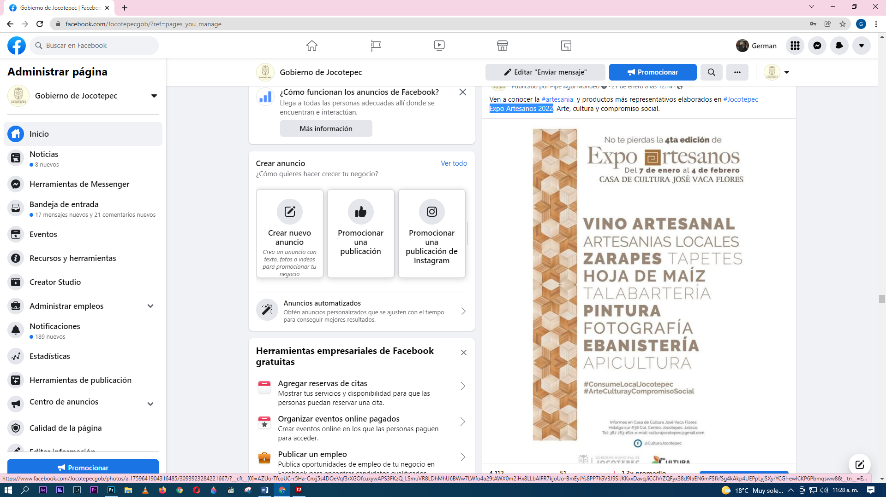 Gobierno de Jocotepec | Facebo
facebook.com/Jocotepecgob/?ref=pages_you_manage
Buscar en Facebook
German
Administrar página
Gobierno de Jocotepec
Inicio
Noticias
8 nuevos
Herramientas de Messenger
Bandeja de entrada
17 mensajes nuevos y 21 comentarios nuevos
Eventos
Recursos y herramientas
Creator Studio
Administrar empleos
Notificaciones
189 nuevos
Estadísticas
Herramientas de publicación
Centro de anuncios
Calidad de la página
Editar información
Promocionar
Gobierno de Jocotepec
Editar "Enviar mensaje"
Promocionar
¿Cómo funcionan los anuncios de Facebook?
Llega a todas las personas adecuadas allí donde se
encuentran e interactúan.
Más información
Crear anuncio
Ver todo
¿Cómo quieres hacer crecer tu negocio?
Crear nuevo
anuncio
Crea un anuncio con
texto, fotos o videos
para promocionar tu
negocio
Promocionar
una
publicación
Promocionar
una
publicación de
Instagram
Anuncios automatizados
Obtén anuncios personalizados que se ajusten con el tiempo
para conseguir mejores resultados.
Herramientas empresariales de Facebook
gratuitas
Agregar reservas de citas
Mostrar tus servicios y disponibilidad para que las
personas puedan reservar una cita.
Organizar eventos online pagados
Crear eventos online en los que las personas paguen
para acceder.
Publicar un empleo
Publica oportunidades de empleo de tu negocio en
Ven a conocer la #artesania y productos más representativos elaborados en #Jocotepec
Expo Artesanos 2022. Arte, cultura y compromiso social.
No te pierdas la 4ta edición de
Expo artesanos
Del 7 de enero al 4 de febrero
CASA DE CULTURA JOSÉ VACA FLORES
VINO ARTESANAL
ARTESANIAS LOCALES
ZARAPES TAPETES
HOJA DE MAÍZ
TALABARTERÍA
PINTURA
FOTOGRAFÍA
EBANISTERÍA
APICULTURA
#ConsumeLocalJocotepec
#ArteCulturayCompromisoSocial
18°C Muy sole...
11:26 a. m.